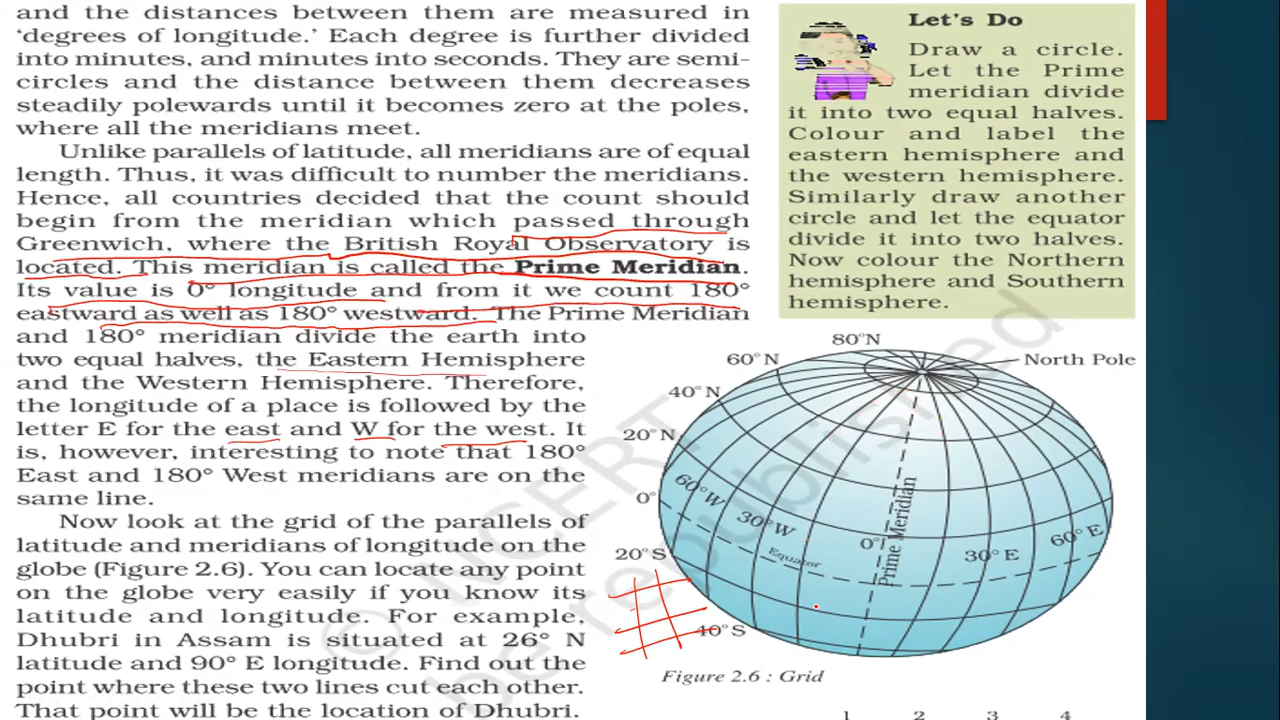 and the distances between them are measured in
‘degrees of longitude.’ Each degree is further divided
into minutes, and minutes into seconds. They are semi-
circles and the distance between them decreases
steadily polewards until it becomes zero at the poles,
where all the meridians meet.
Unlike parallels of latitude, all meridians are of equal
length. Thus, it was difficult to number the meridians.
Hence, all countries decided that the count should
begin from the meridian which passed through
Greenwich, where the British Royal Observatory is
located. This meridian is called the Prime Meridian.
Its value is 0° longitude and from it we count 180°
eastward as well as 180° westward. The Prime Meridian
and 180° meridian divide the earth into
two equal halves, the Eastern Hemisphere
and the Western Hemisphere. Therefore,
the longitude of a place is followed by the
letter E for the east and W for the west. It
is, however, interesting to note that 180°
East and 180° West meridians are on the
same line.
Now look at the grid of the parallels of
latitude and meridians of longitude on the
globe (Figure 2.6). You can locate any point
on the globe very easily if you know its
latitude and longitude. For example,
Dhubri in Assam is situated at 26° N
latitude and 90° E longitude. Find out the
point where these two lines cut each other.
That point will be the location of Dhubri.
Let's Do
Draw a circle.
Let the Prime
meridian divide
it into two equal halves.
Colour and label the
eastern hemisphere and
the western hemisphere.
Similarly draw another
circle and let the equator
divide it into two halves.
Now colour the Northern
hemisphere and Southern
hemisphere.
80°N
60°N
North Pole
40°N
20°N
0°
60°W
30°W
0°
Prime Meridian
30°E
60°E
Equator
20°S
40°S
Figure 2.6 : Grid
© NCERT
be republished
1 2 3 4